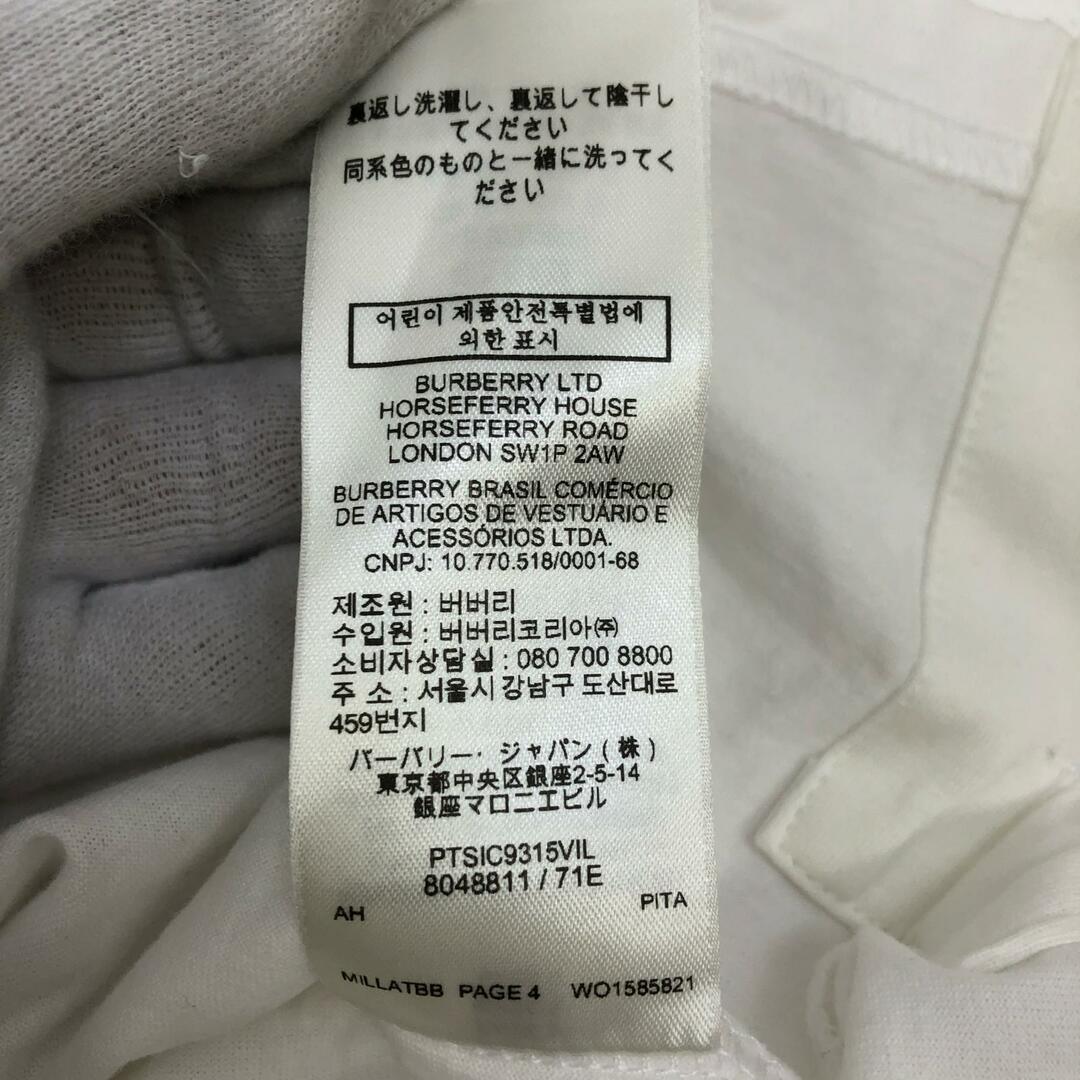 裏返し洗濯し、裏返して陰干し
てください
同系色のものと一緒に洗ってく
ださい
어린이 제품안전특별법에
의한 표시
BURBERRY LTD
HORSEFERRY HOUSE
HORSEFERRY ROAD
LONDON SW1P 2AW
BURBERRY BRASIL COMÉRCIO
DE ARTIGOS DE VESTUÁRIO E
ACESSÓRIOS LTDA.
CNPJ: 10.770.518/0001-68
제조원 : 버버리
수입원 : 버버리코리아㈜
소비자상담실 : 080 700 8800
주 소 : 서울시 강남구 도산대로
459번지
バーバリー・ジャパン(株)
東京都中央区銀座2-5-14
銀座マロニエビル
PTSIC9315VIL
8048811 / 71E
AH PITA
MILLATBB PAGE 4 WO1585821